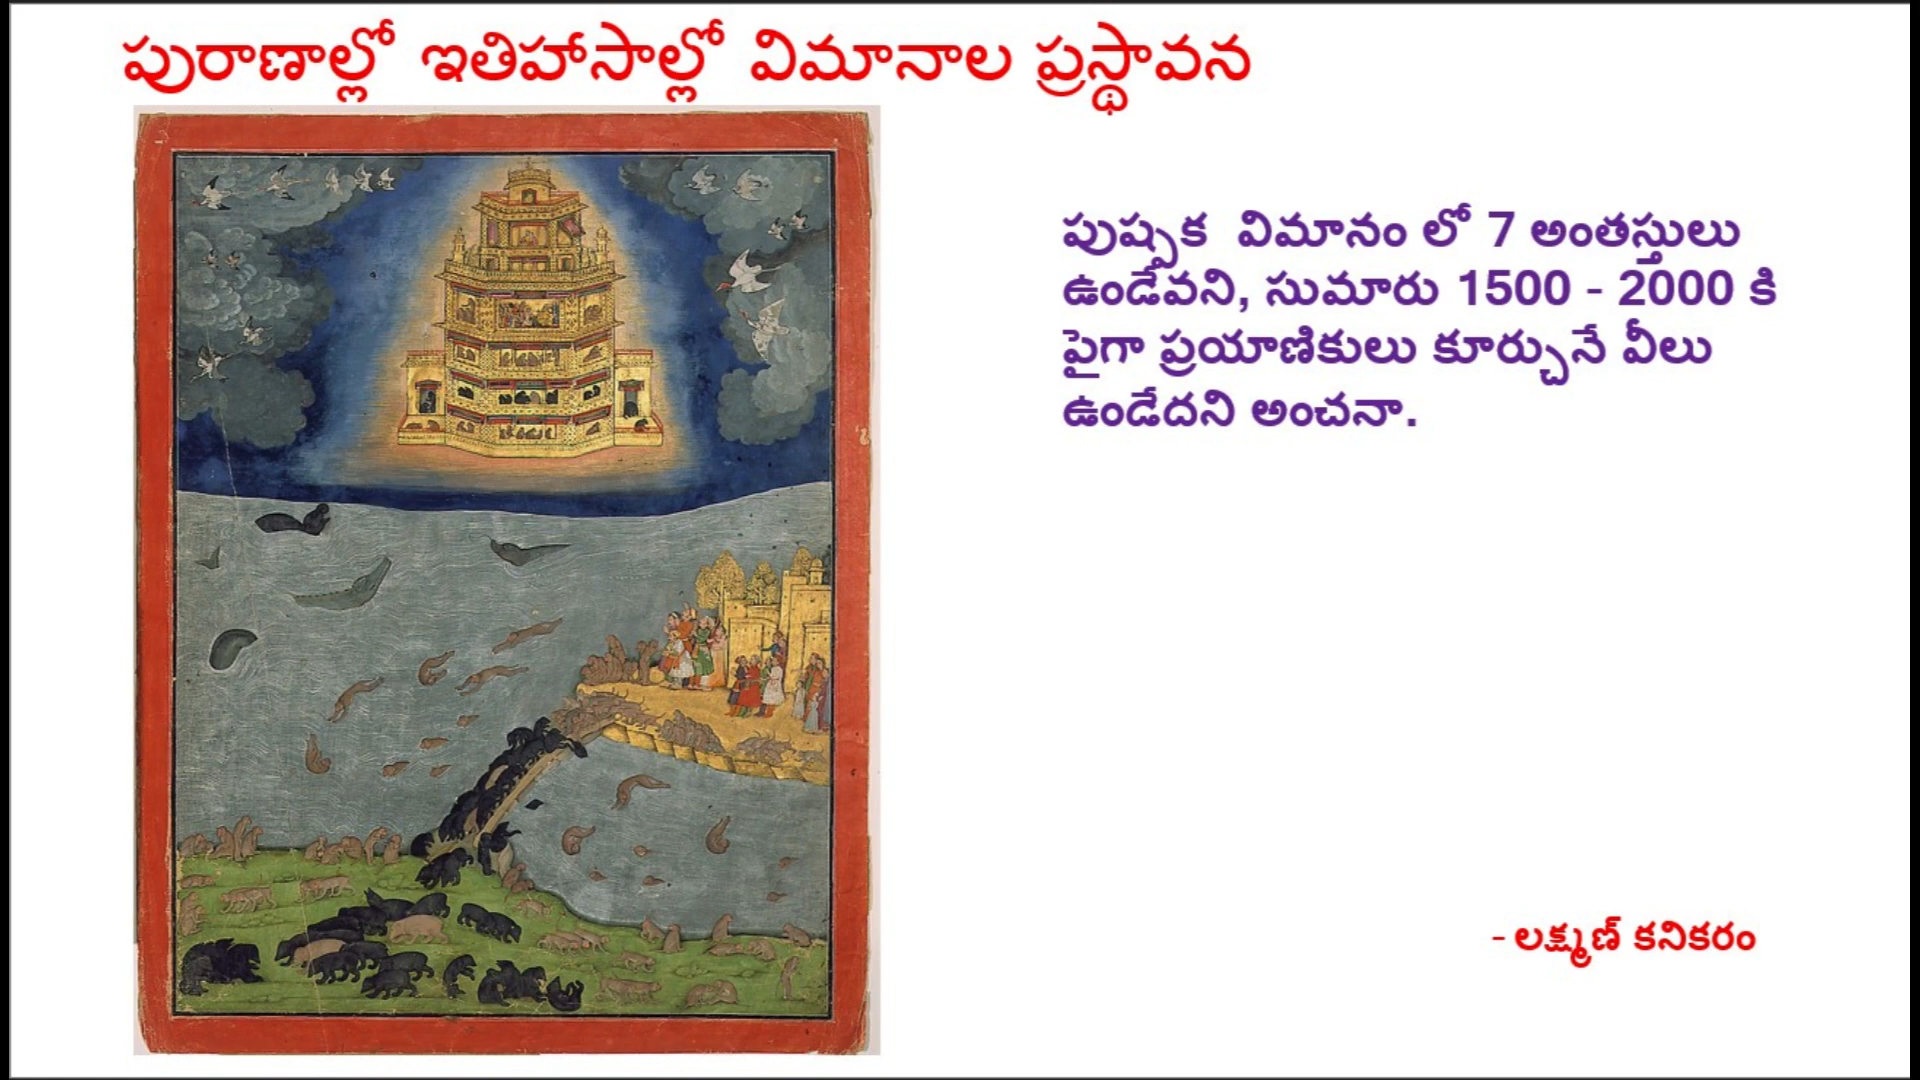 పురాణాల్లో ఇతిహాసాల్లో విమానాల ప్రస్థావన
పుష్పక విమానం లో 7 అంతస్తులు
ఉండేవని, సుమారు 1500 - 2000 కి
పైగా ప్రయాణికులు కూర్చునే వీలు
ఉండేదని అంచనా.
- లక్ష్మణ్ కనికరం